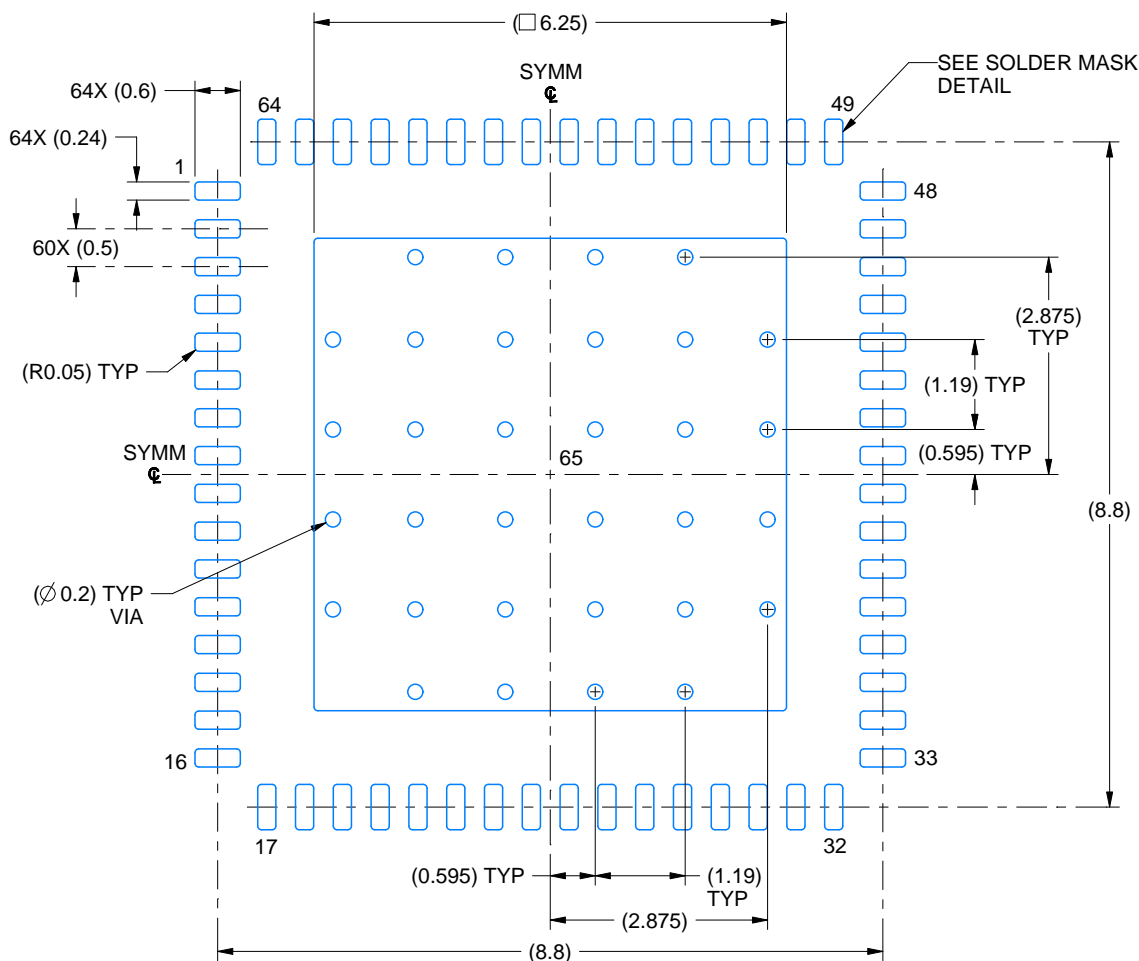 (□6.25)
SYMM
℄
SEE SOLDER MASK
DETAIL
64X (0.6)
64
49
64X (0.24)
1
48
60X (0.5)
(2.875)
TYP
(R0.05) TYP
(1.19) TYP
SYMM
℄
65
(0.595) TYP
(8.8)
(∅0.2) TYP
VIA
16
33
17
32
(0.595) TYP
(1.19)
TYP
(2.875)
(8.8)